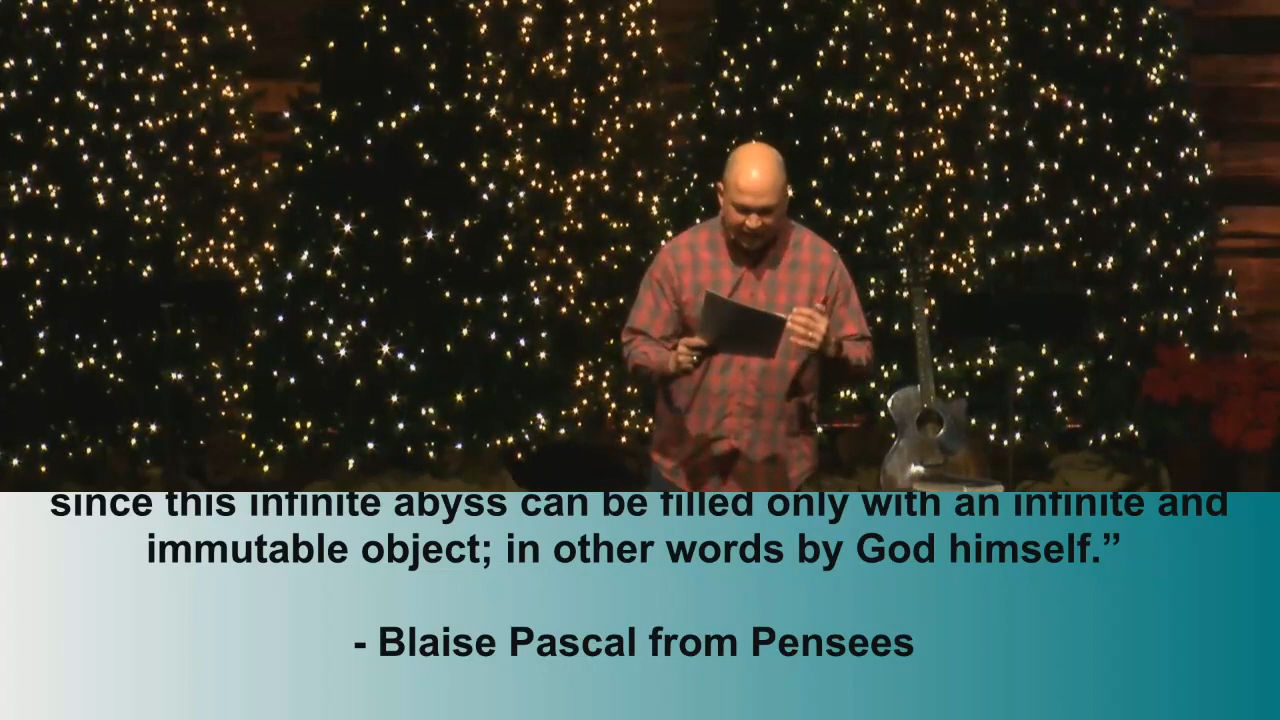 since this infinite abyss can be filled only with an infinite and
immutable object; in other words by God himself.”
- Blaise Pascal from Pensees